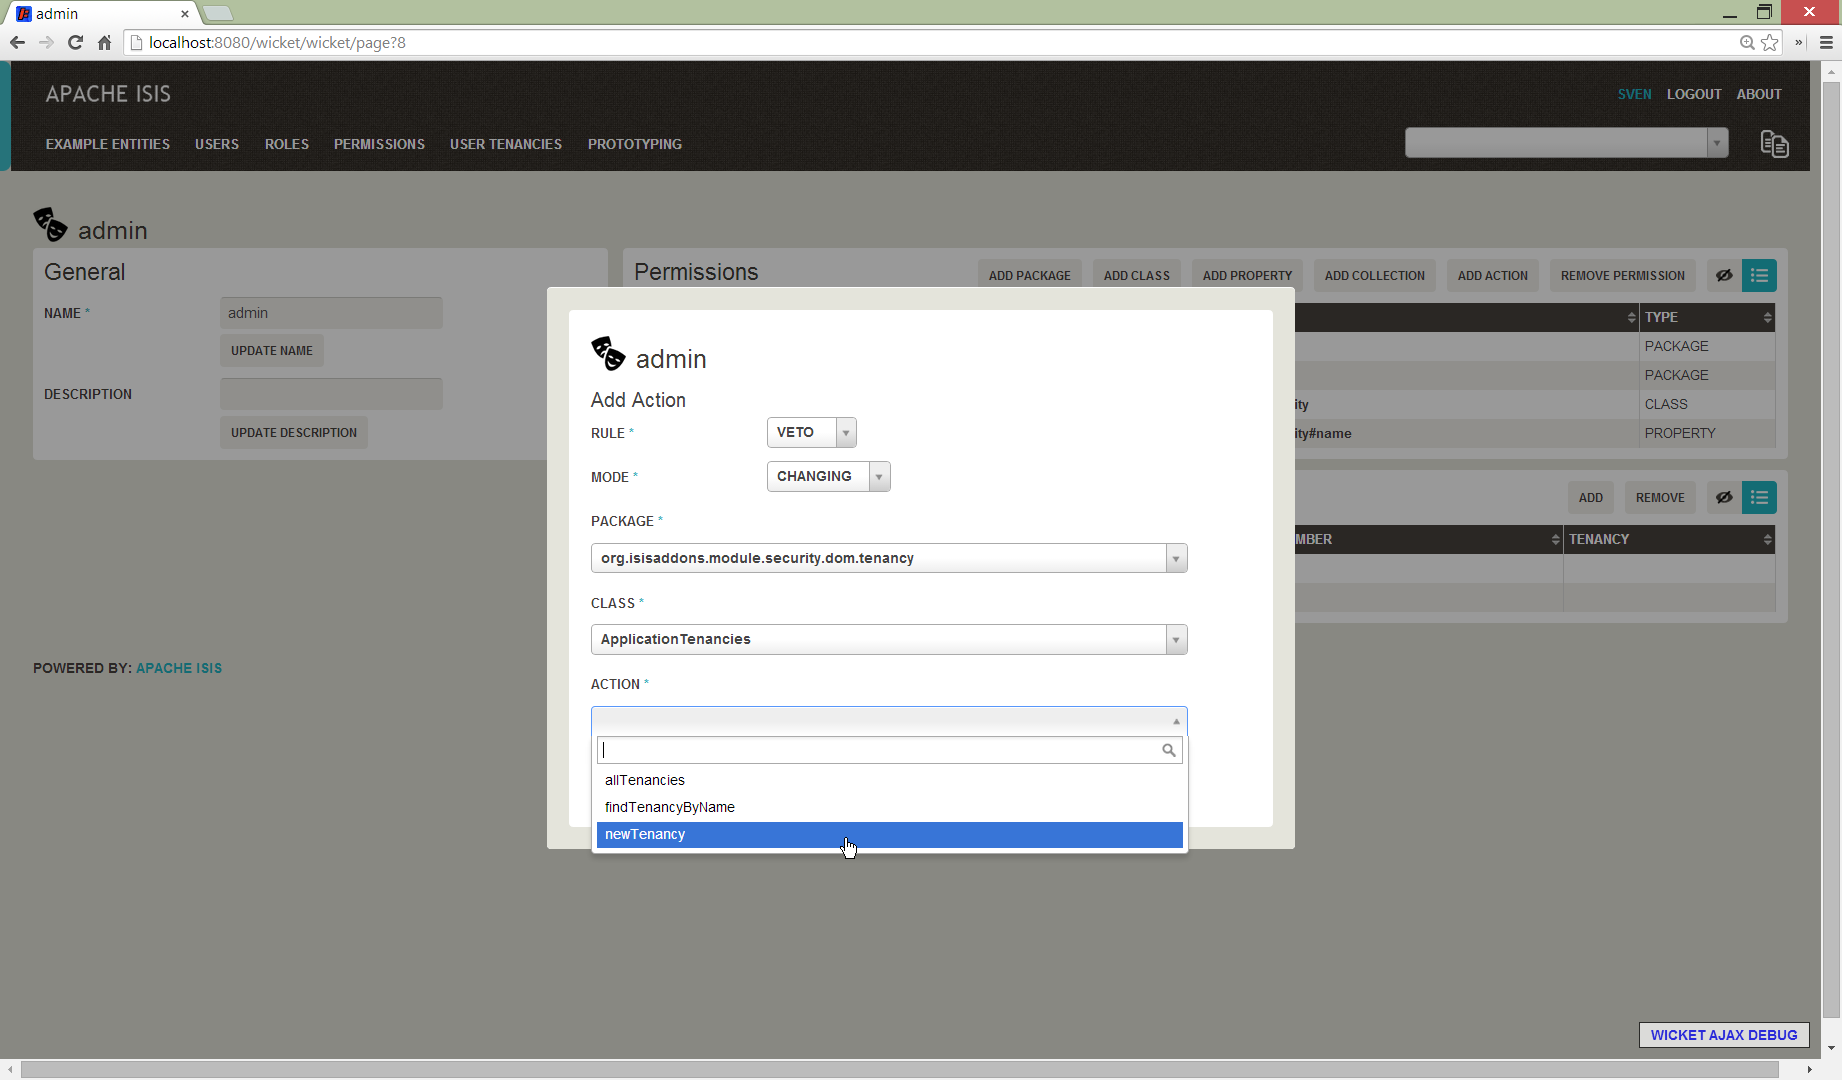 admin
localhost:8080/wicket/wicket/page?8
APACHE ISIS
SVEN LOGOUT ABOUT
EXAMPLE ENTITIES USERS ROLES PERMISSIONS USER TENANCIES PROTOTYPING
admin
General
NAME *
admin
UPDATE NAME
DESCRIPTION
UPDATE DESCRIPTION
Permissions
ADD PACKAGE ADD CLASS ADD PROPERTY ADD COLLECTION ADD ACTION REMOVE PERMISSION
TYPE
PACKAGE
PACKAGE
ity CLASS
ity#name PROPERTY
ADD REMOVE
MBER TENANCY
admin
Add Action
RULE * VETO
MODE * CHANGING
PACKAGE *
org.isisaddons.module.security.dom.tenancy
CLASS *
ApplicationTenancies
ACTION *
allTenancies
findTenancyByName
newTenancy
POWERED BY: APACHE ISIS
WICKET AJAX DEBUG